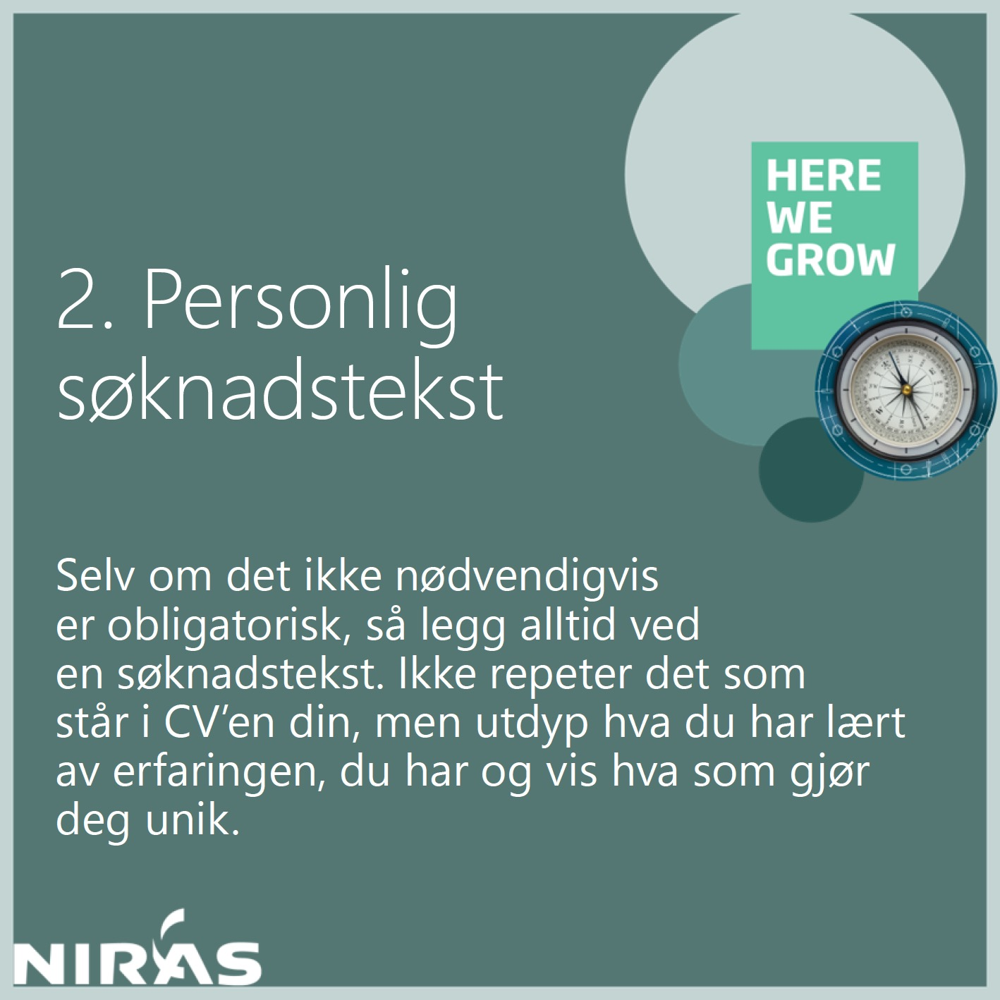 HERE
WE
GROW
2. Personlig
søknadstekst
Selv om det ikke nødvendigvis
er obligatorisk, så legg alltid ved
en søknadstekst. Ikke repeter det som
står i CV’en din, men utdyp hva du har lært
av erfaringen, du har og vis hva som gjør
deg unik.
NIRAS